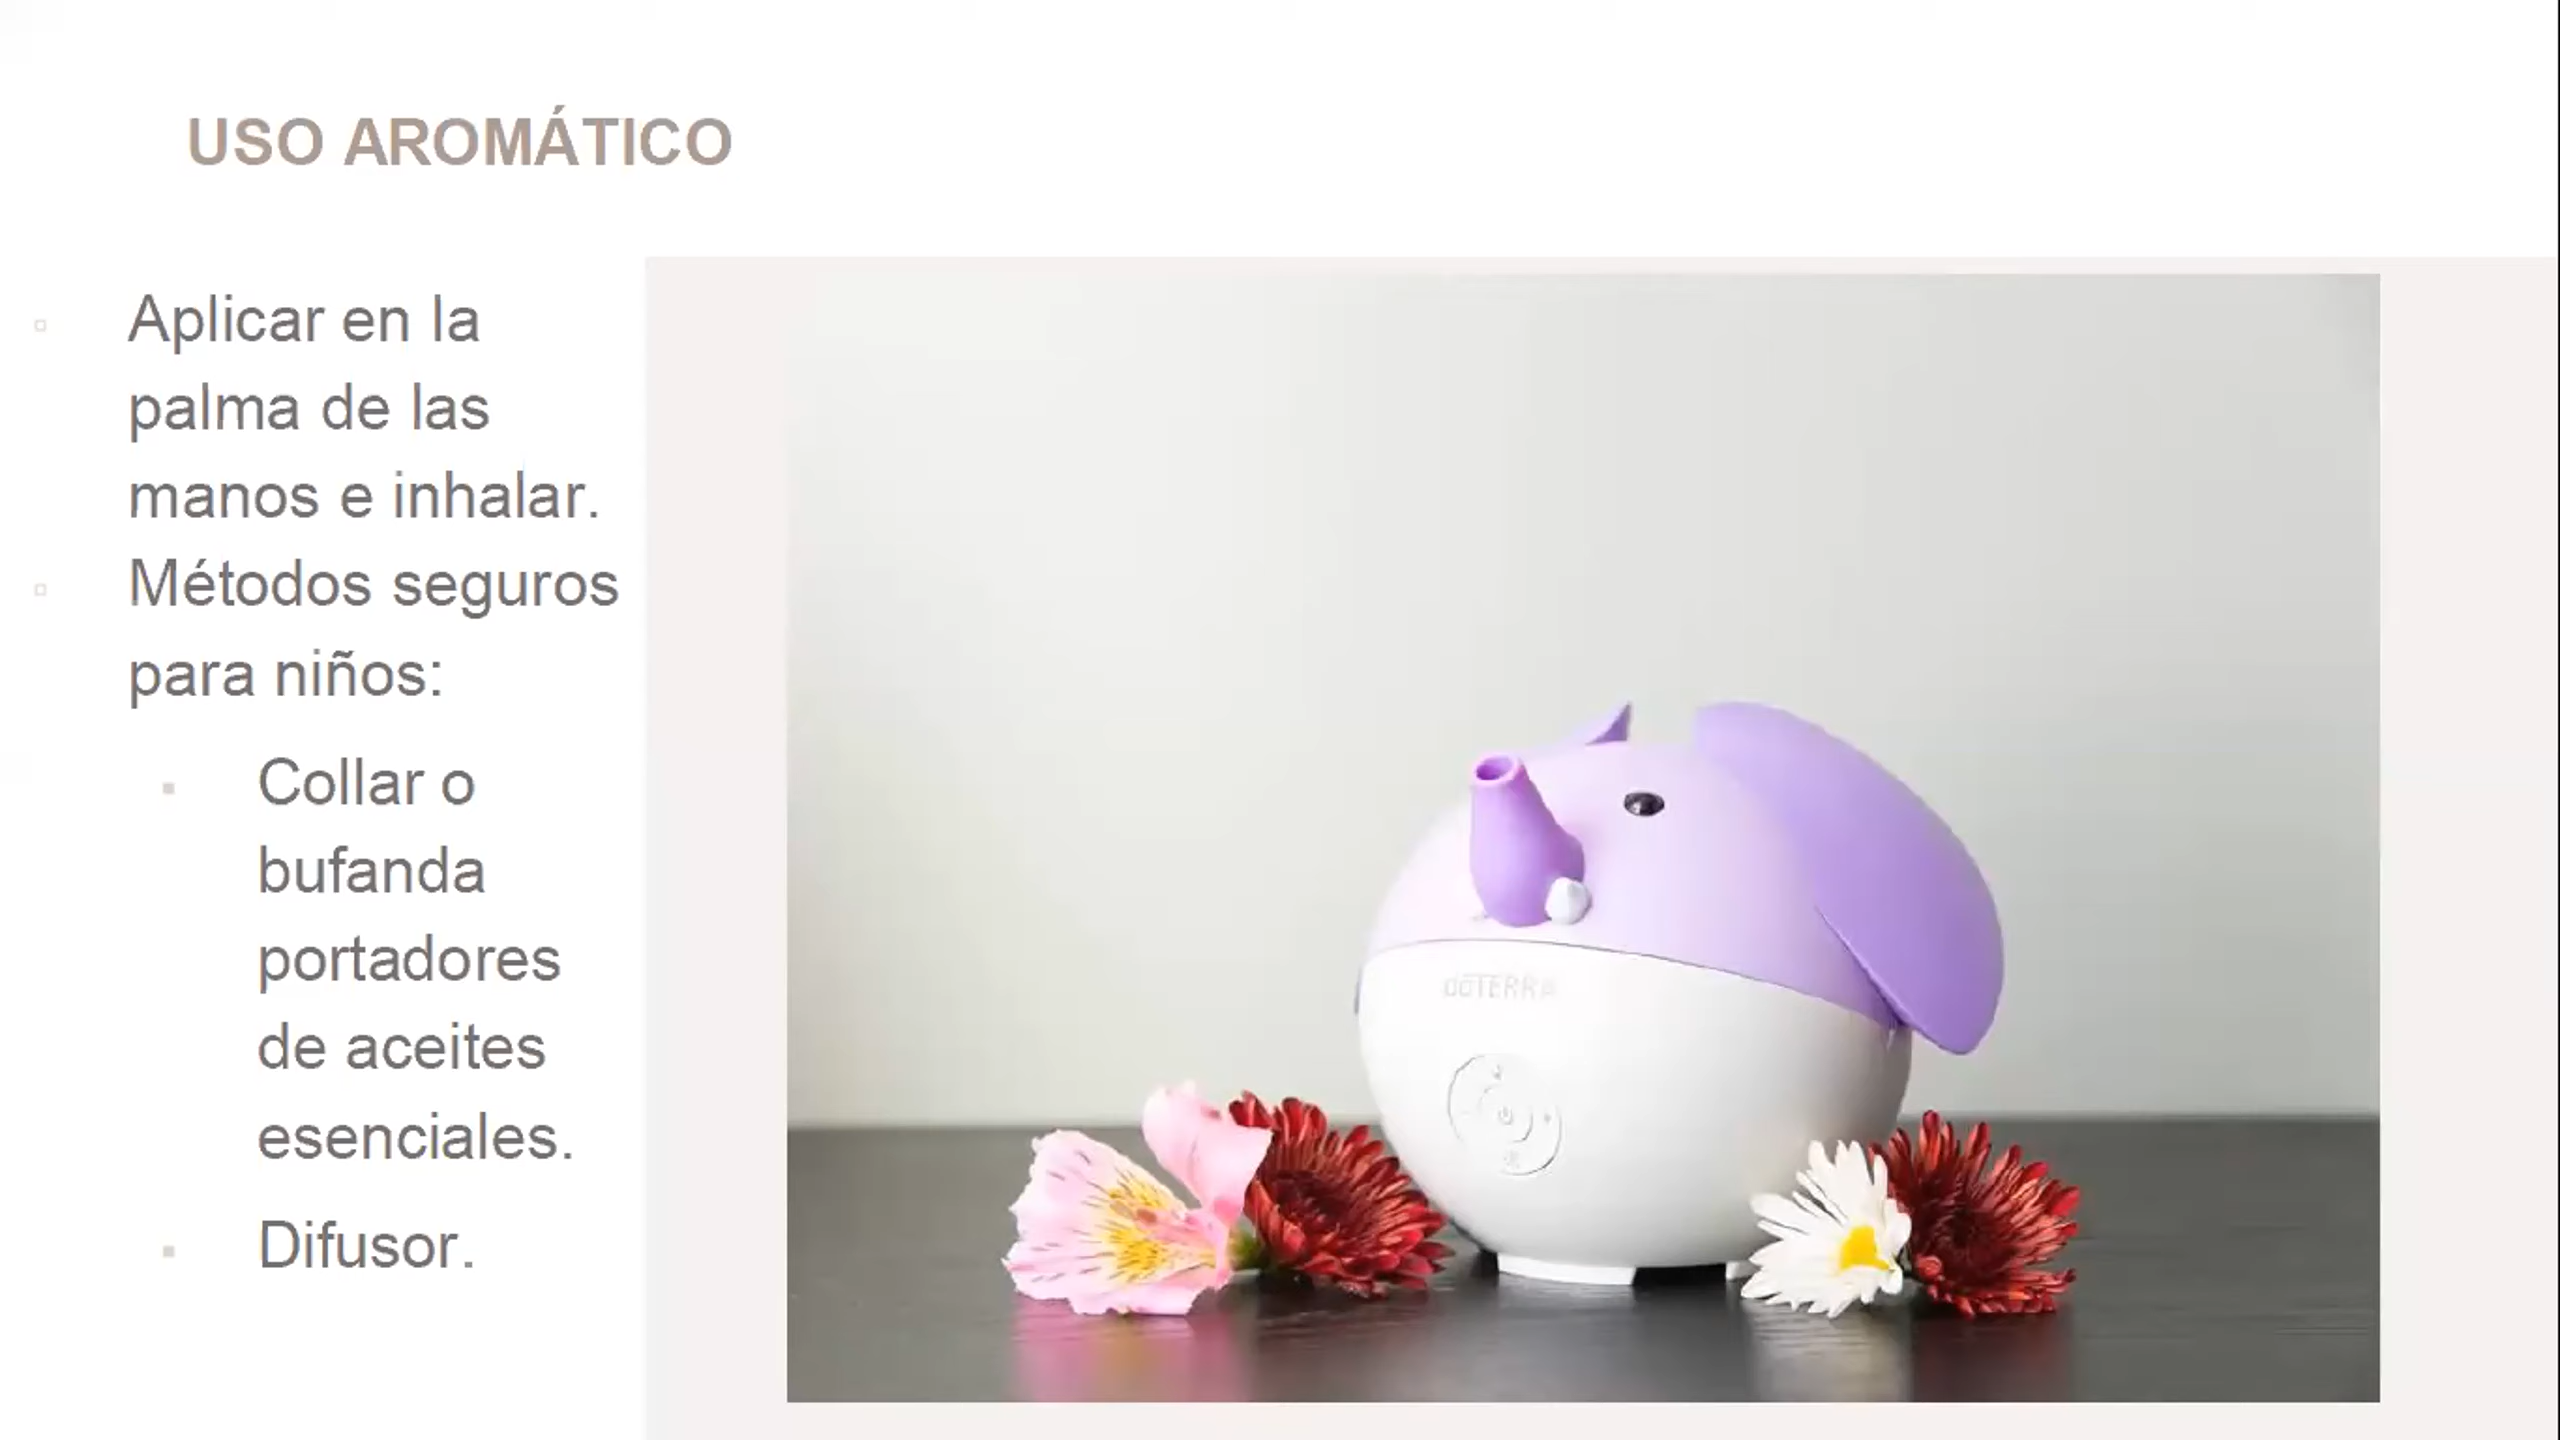 USO AROMÁTICO
Aplicar en la
palma de las
manos e inhalar.
Métodos seguros
para niños:
Collar o
bufanda
portadores
de aceites
esenciales.
Difusor.
dōTERRA